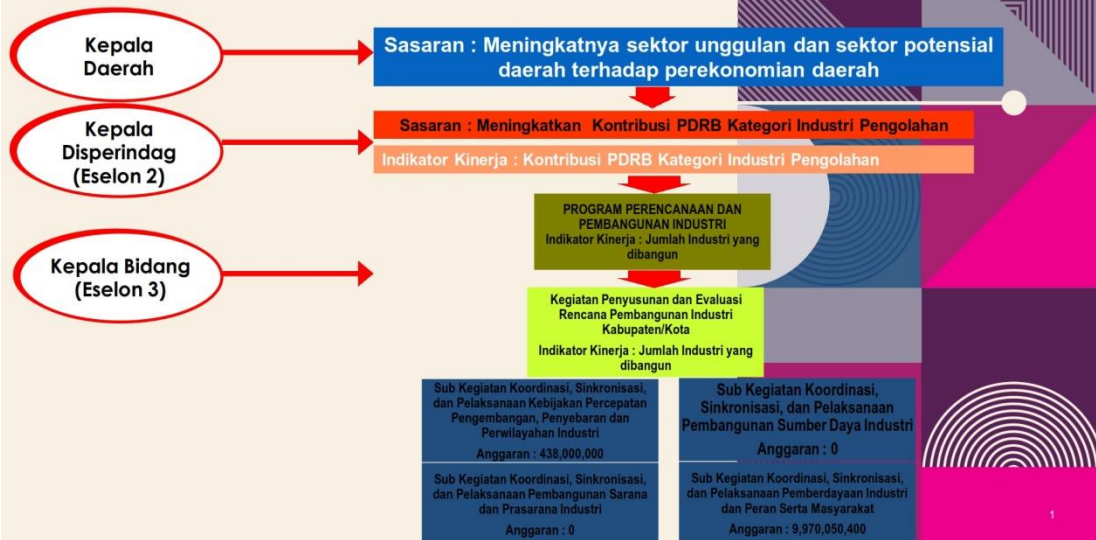 Kepala
Daerah
Sasaran : Meningkatnya sektor unggulan dan sektor potensial
daerah terhadap perekonomian daerah
Kepala
Disperindag
(Eselon 2)
Sasaran : Meningkatkan Kontribusi PDRB Kategori Industri Pengolahan
Indikator Kinerja : Kontribusi PDRB Kategori Industri Pengolahan
PROGRAM PERENCANAAN DAN
PEMBANGUNAN INDUSTRI
Indikator Kinerja : Jumlah Industri yang
dibangun
Kepala Bidang
(Eselon 3)
Kegiatan Penyusunan dan Evaluasi
Rencana Pembangunan Industri
Kabupaten/Kota
Indikator Kinerja : Jumlah Industri yang
dibangun
Sub Kegiatan Koordinasi, Sinkronisasi,
dan Pelaksanaan Kebijakan Percepatan
Pengembangan, Penyebaran dan
Perwilayahan Industri
Anggaran : 438,000,000
Sub Kegiatan Koordinasi,
Sinkronisasi, dan Pelaksanaan
Pembangunan Sumber Daya Industri
Anggaran : 0
Sub Kegiatan Koordinasi, Sinkronisasi,
dan Pelaksanaan Pembangunan Sarana
dan Prasarana Industri
Anggaran : 0
Sub Kegiatan Koordinasi, Sinkronisasi,
dan Pelaksanaan Pemberdayaan Industri
dan Peran Serta Masyarakat
Anggaran : 9,970,050,400
1